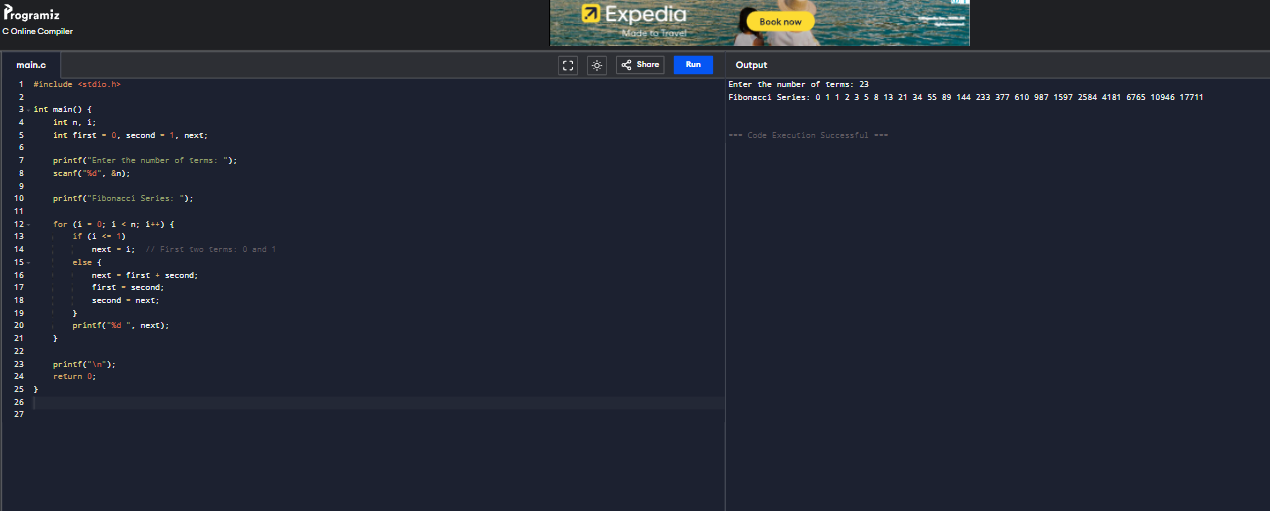 Programiz
C Online Compiler
Expedia
Made to Travel
Book now
main.c
Share
Run
Output
1 #include <stdio.h>
2
3 int main() {
4 int n, i;
5 int first = 0, second = 1, next;
6
7 printf("Enter the number of terms: ");
8 scanf("%d", &n);
9
10 printf("Fibonacci Series: ");
11
12 for (i = 0; i < n; i++) {
13 if (i <= 1)
14 next = i;  // First two terms: 0 and 1
15 else {
16 next = first + second;
17 first = second;
18 second = next;
19 }
20 printf("%d ", next);
21 }
22
23 printf("\n");
24 return 0;
25 }
26
27
Enter the number of terms: 23
Fibonacci Series: 0 1 1 2 3 5 8 13 21 34 55 89 144 233 377 610 987 1597 2584 4181 6765 10946 17711
=== Code Execution Successful ===